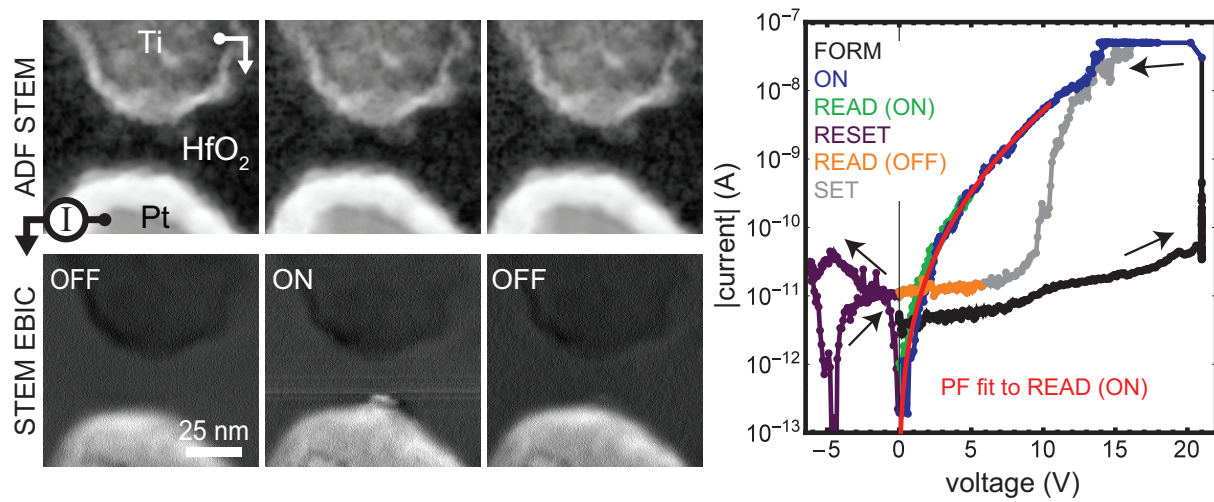 ADF STEM
Ti
HfO₂
I
Pt
STEM EBIC
OFF
ON
OFF
25 nm
|current| (A)
10⁻⁷
10⁻⁸
10⁻⁹
10⁻¹⁰
10⁻¹¹
10⁻¹²
10⁻¹³
FORM
ON
READ (ON)
RESET
READ (OFF)
SET
PF fit to READ (ON)
−5 0 5 10 15 20
voltage (V)